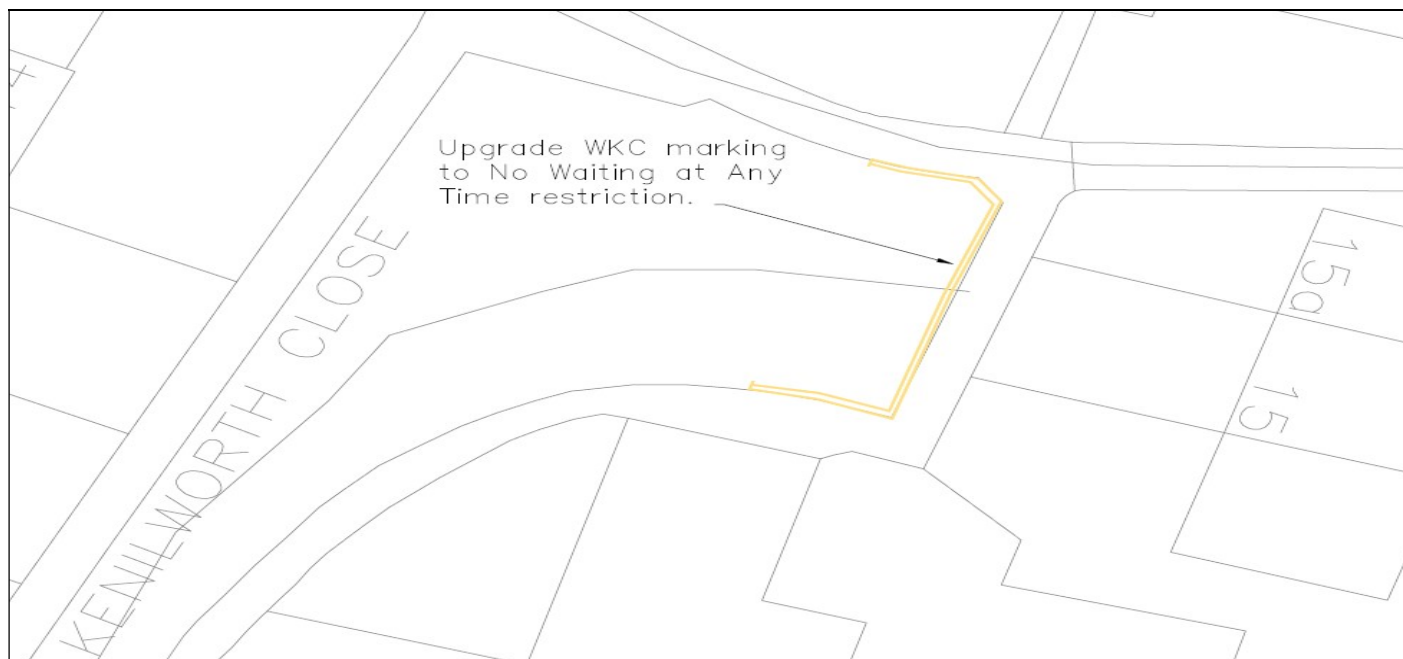 Upgrade WKC marking
to No Waiting at Any
Time restriction.
KENILWORTH CLOSE
15a
15